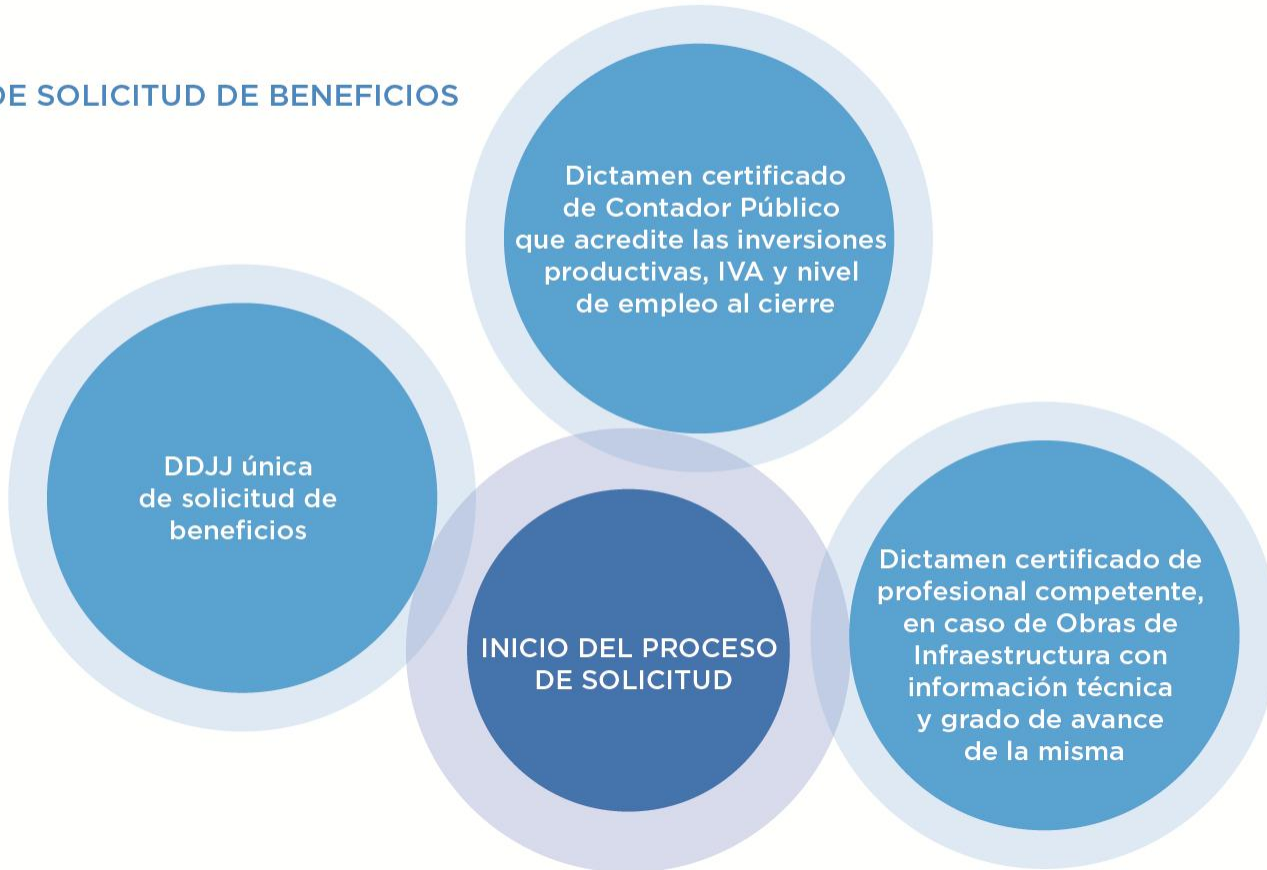 DE SOLICITUD DE BENEFICIOS
Dictamen certificado
de Contador Público
que acredite las inversiones
productivas, IVA y nivel
de empleo al cierre
DDJJ única
de solicitud de
beneficios
INICIO DEL PROCESO
DE SOLICITUD
Dictamen certificado de
profesional competente,
en caso de Obras de
Infraestructura con
información técnica
y grado de avance
de la misma